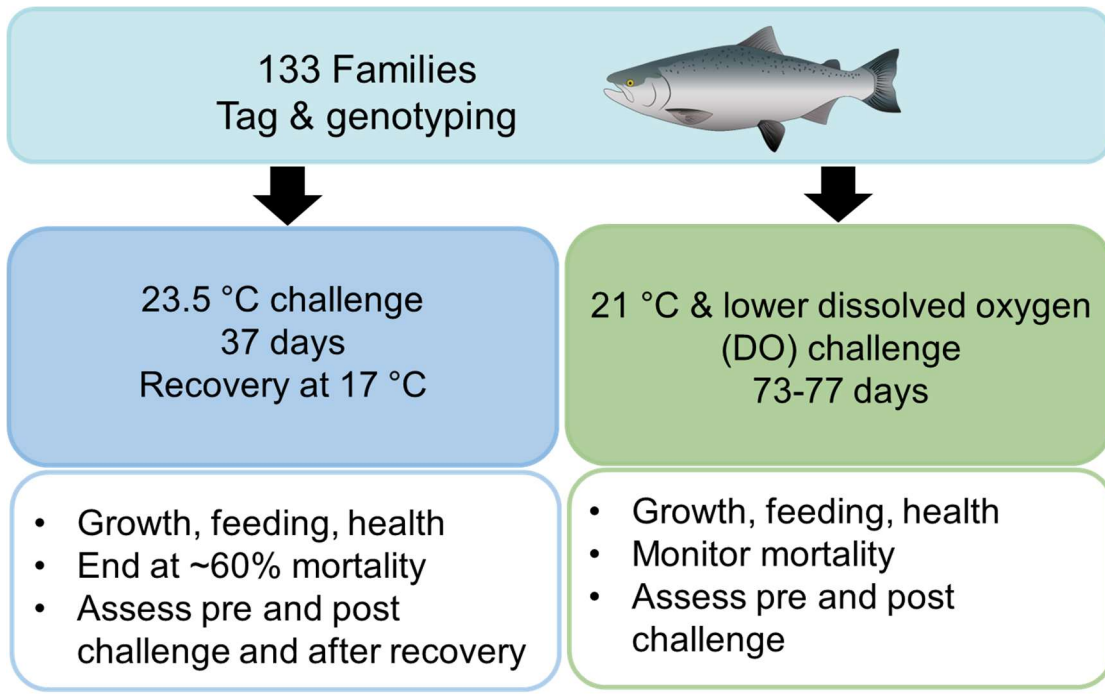 133 Families
Tag & genotyping
23.5 °C challenge
37 days
Recovery at 17 °C
21 °C & lower dissolved oxygen
(DO) challenge
73-77 days
• Growth, feeding, health
• End at ~60% mortality
• Assess pre and post
challenge and after recovery
• Growth, feeding, health
• Monitor mortality
• Assess pre and post
challenge